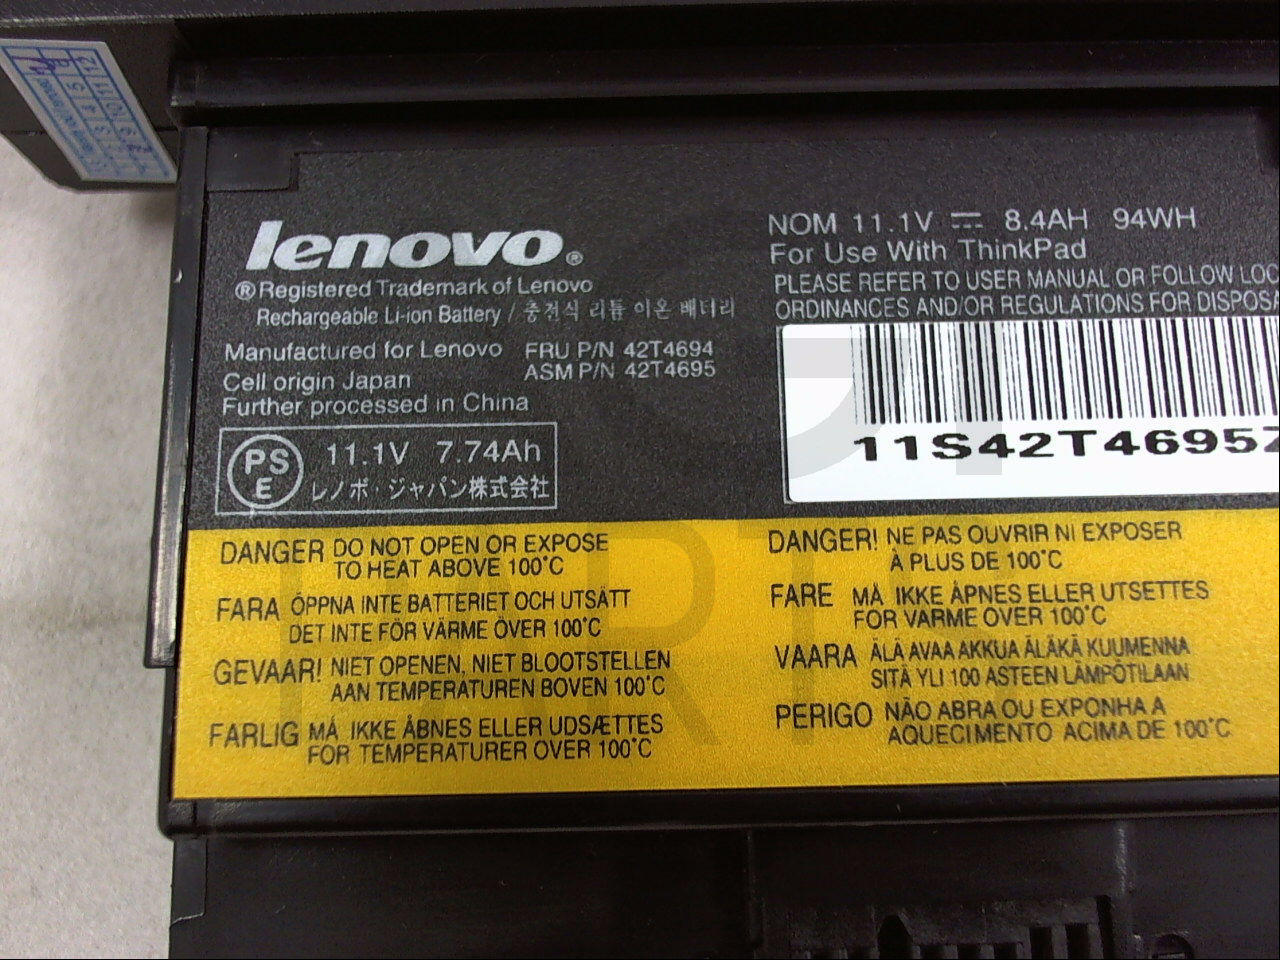 lenovo®
® Registered Trademark of Lenovo
Rechargeable Li-ion Battery / 충전식 리튬 이온 배터리
Manufactured for Lenovo FRU P/N 42T4694
Cell origin Japan ASM P/N 42T4695
Further processed in China
PS E 11.1V 7.74Ah
レノボ・ジャパン株式会社
NOM 11.1V ⎓ 8.4AH 94WH
For Use With ThinkPad
PLEASE REFER TO USER MANUAL OR FOLLOW
ORDINANCES AND/OR REGULATIONS FOR
11S42T4695Z
DANGER DO NOT OPEN OR EXPOSE
TO HEAT ABOVE 100°C
FARA ÖPPNA INTE BATTERIET OCH UTSÄTT
DET INTE FÖR VÄRME ÖVER 100°C
GEVAAR! NIET OPENEN, NIET BLOOTSTELLEN
AAN TEMPERATUREN BOVEN 100°C
FARLIG MÅ IKKE ÅBNES ELLER UDSÆTTES
FOR TEMPERATURER OVER 100°C
DANGER! NE PAS OUVRIR NI EXPOSER
À PLUS DE 100°C
FARE MÅ IKKE ÅPNES ELLER UTSETTES
FOR VARME OVER 100°C
VAARA ÄLÄ AVAA AKKUA ÄLÄKÄ KUUMENNA
SITÄ YLI 100 ASTEEN LÄMPÖTILAAN
PERIGO NÃO ABRA OU EXPONHA A
AQUECIMENTO ACIMA DE 100°C